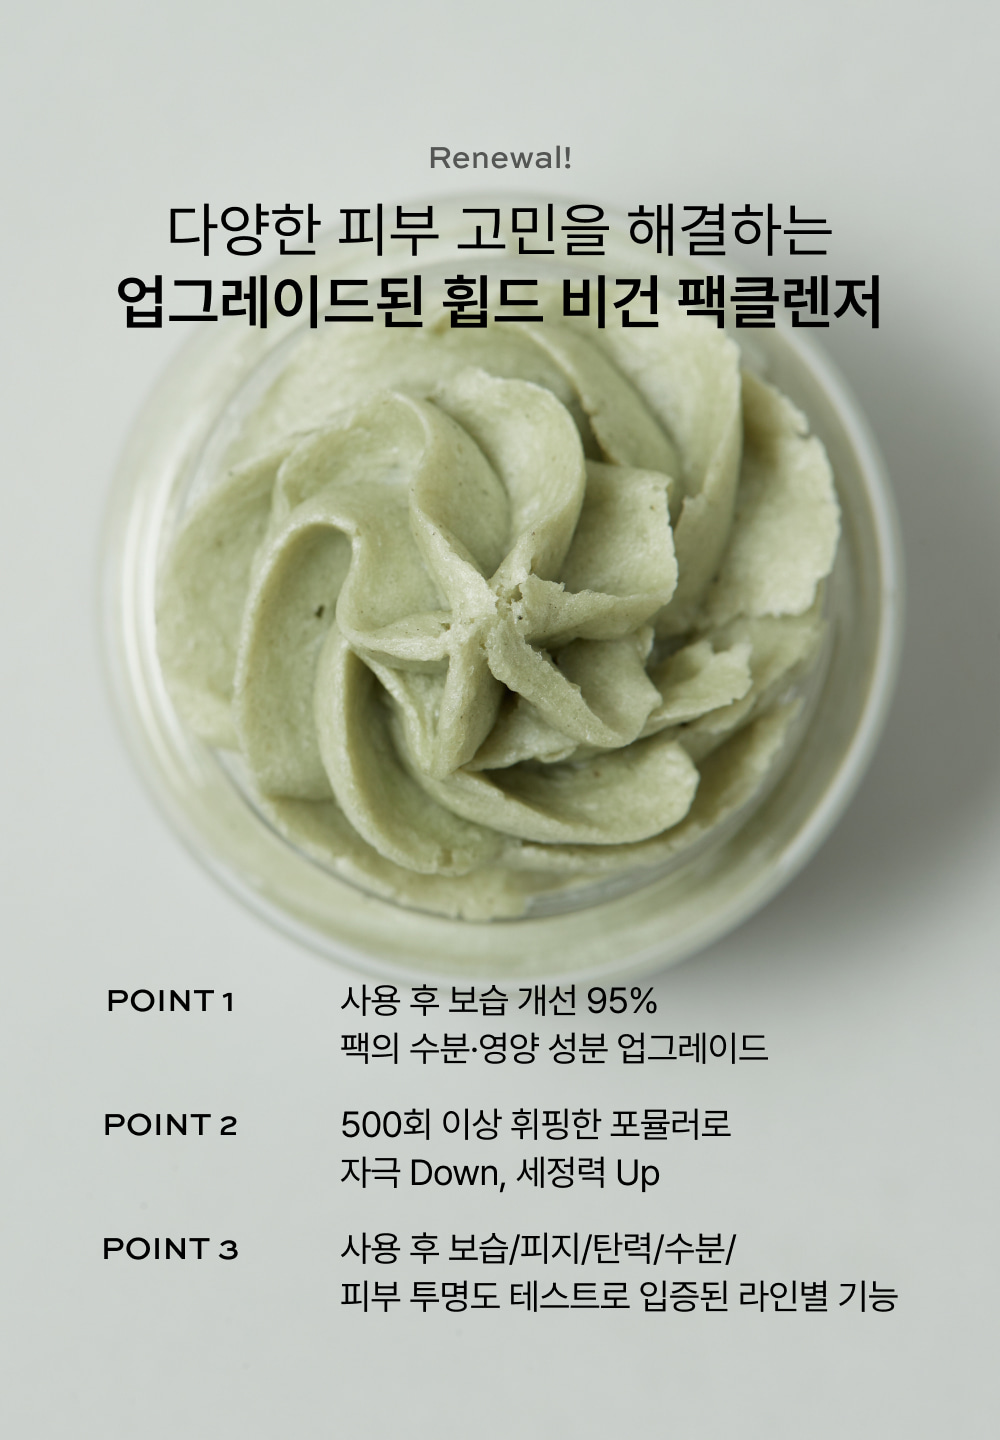 Renewal!
다양한 피부 고민을 해결하는
업그레이드된 휩드 비건 팩클렌저
POINT 1
사용 후 보습 개선 95%
팩의 수분·영양 성분 업그레이드
POINT 2
500회 이상 휘핑한 포뮬러로
자극 Down, 세정력 Up
POINT 3
사용 후 보습/피지/탄력/수분/
피부 투명도 테스트로 입증된 라인별 기능